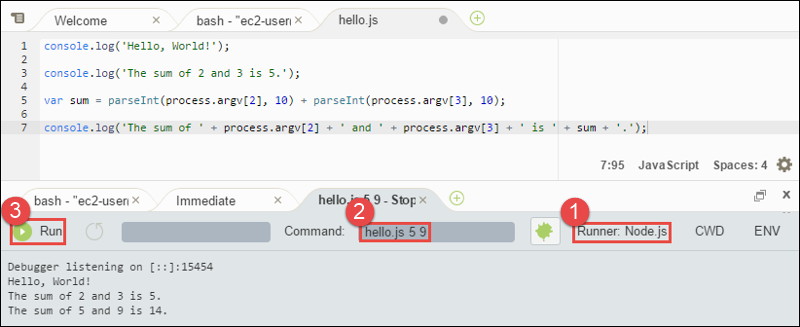 Welcome bash - "ec2-user hello.js
1 console.log('Hello, World!');
2
3 console.log('The sum of 2 and 3 is 5.');
4
5 var sum = parseInt(process.argv[2], 10) + parseInt(process.argv[3], 10);
6
7 console.log('The sum of ' + process.argv[2] + ' and ' + process.argv[3] + ' is ' + sum + '.');
7:95 JavaScript Spaces: 4
bash - "ec2-user Immediate hello.js 5 9 - Stop
3 2 1
Run Command: hello.js 5 9 Runner: Node.js CWD ENV
Debugger listening on [::]:15454
Hello, World!
The sum of 2 and 3 is 5.
The sum of 5 and 9 is 14.